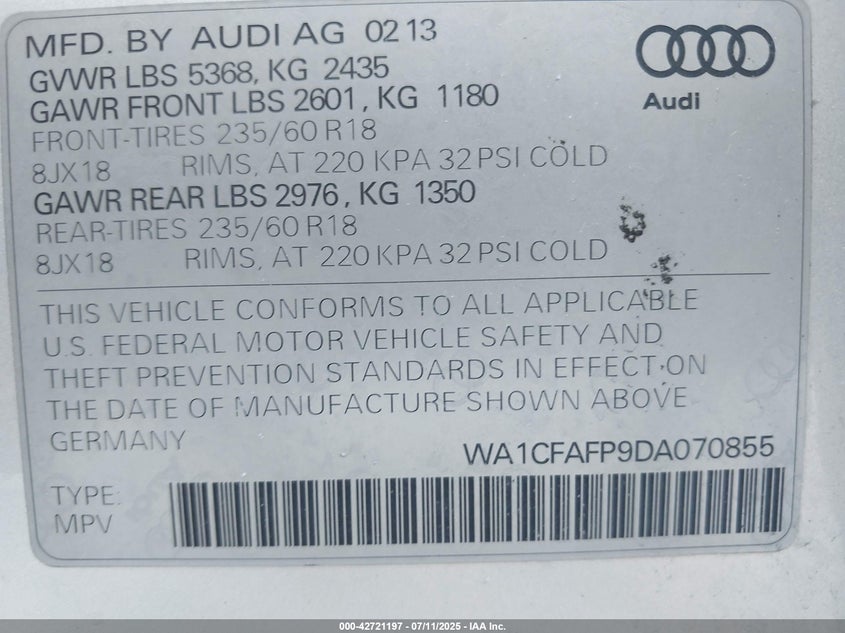 MFD. BY AUDI AG 02 13
GVWR LBS 5368, KG 2435
GAWR FRONT LBS 2601, KG 1180
FRONT-TIRES 235/60 R18
8JX18 RIMS, AT 220 KPA 32 PSI COLD
GAWR REAR LBS 2976, KG 1350
REAR-TIRES 235/60 R18
8JX18 RIMS, AT 220 KPA 32 PSI COLD
Audi
THIS VEHICLE CONFORMS TO ALL APPLICABLE
U.S. FEDERAL MOTOR VEHICLE SAFETY AND
THEFT PREVENTION STANDARDS IN EFFECT ON
THE DATE OF MANUFACTURE SHOWN ABOVE
GERMANY
WA1CFAFP9DA070855
TYPE:
MPV
000-42721197 - 07/11/2025 - IAA Inc.